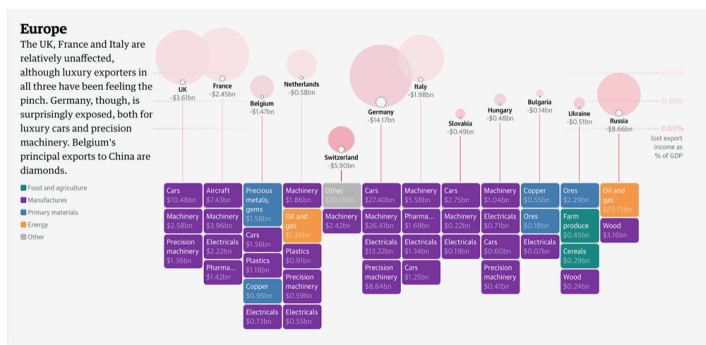 Europe
The UK, France and Italy are
relatively unaffected,
although luxury exporters in
all three have been feeling the
pinch. Germany, though, is
surprisingly exposed, both for
luxury cars and precision
machinery. Belgium's
principal exports to China are
diamonds.
Food and agriculture
Manufactures
Primary materials
Energy
Other
UK
-$3.61bn
France
-$2.45bn
Belgium
-$1.47bn
Netherlands
-$0.58bn
Switzerland
-$5.90bn
Germany
-$14.17bn
Italy
-$1.98bn
Slovakia
-$0.49bn
Hungary
-$0.48bn
Bulgaria
-$0.14bn
Ukraine
-$0.51bn
Russia
-$8.66bn
0.30%
0.60%
lost export
income as
% of GDP
Cars
$10.48bn
Machinery
$2.58bn
Precision
machinery
$1.36bn
Aircraft
$7.43bn
Machinery
$3.96bn
Electricals
$2.22bn
Pharma...
$1.42bn
Precious
metals;
gems
$1.58bn
Cars
$1.56bn
Plastics
$1.18bn
Copper
$0.95bn
Electricals
$0.73bn
Machinery
$1.86bn
Oil and
gas
$1.24bn
Plastics
$0.91bn
Precision
machinery
$0.59bn
Electricals
$0.55bn
Other
Machinery
$2.42bn
Cars
$27.40bn
Machinery
$26.41bn
Electricals
$13.22bn
Precision
machinery
$8.64bn
Machinery
$5.58bn
Pharma...
$1.69bn
Electricals
$1.34bn
Cars
$1.25bn
Cars
$2.75bn
Machinery
$0.22bn
Electricals
$0.19bn
Machinery
$1.04bn
Electricals
$0.71bn
Cars
$0.60bn
Precision
machinery
$0.41bn
Copper
$0.55bn
Ores
$0.18bn
Electricals
$0.07bn
Ores
$2.29bn
Farm
produce
$0.45bn
Cereals
$0.29bn
Wood
$0.24bn
Oil and
gas
Wood
$3.16bn